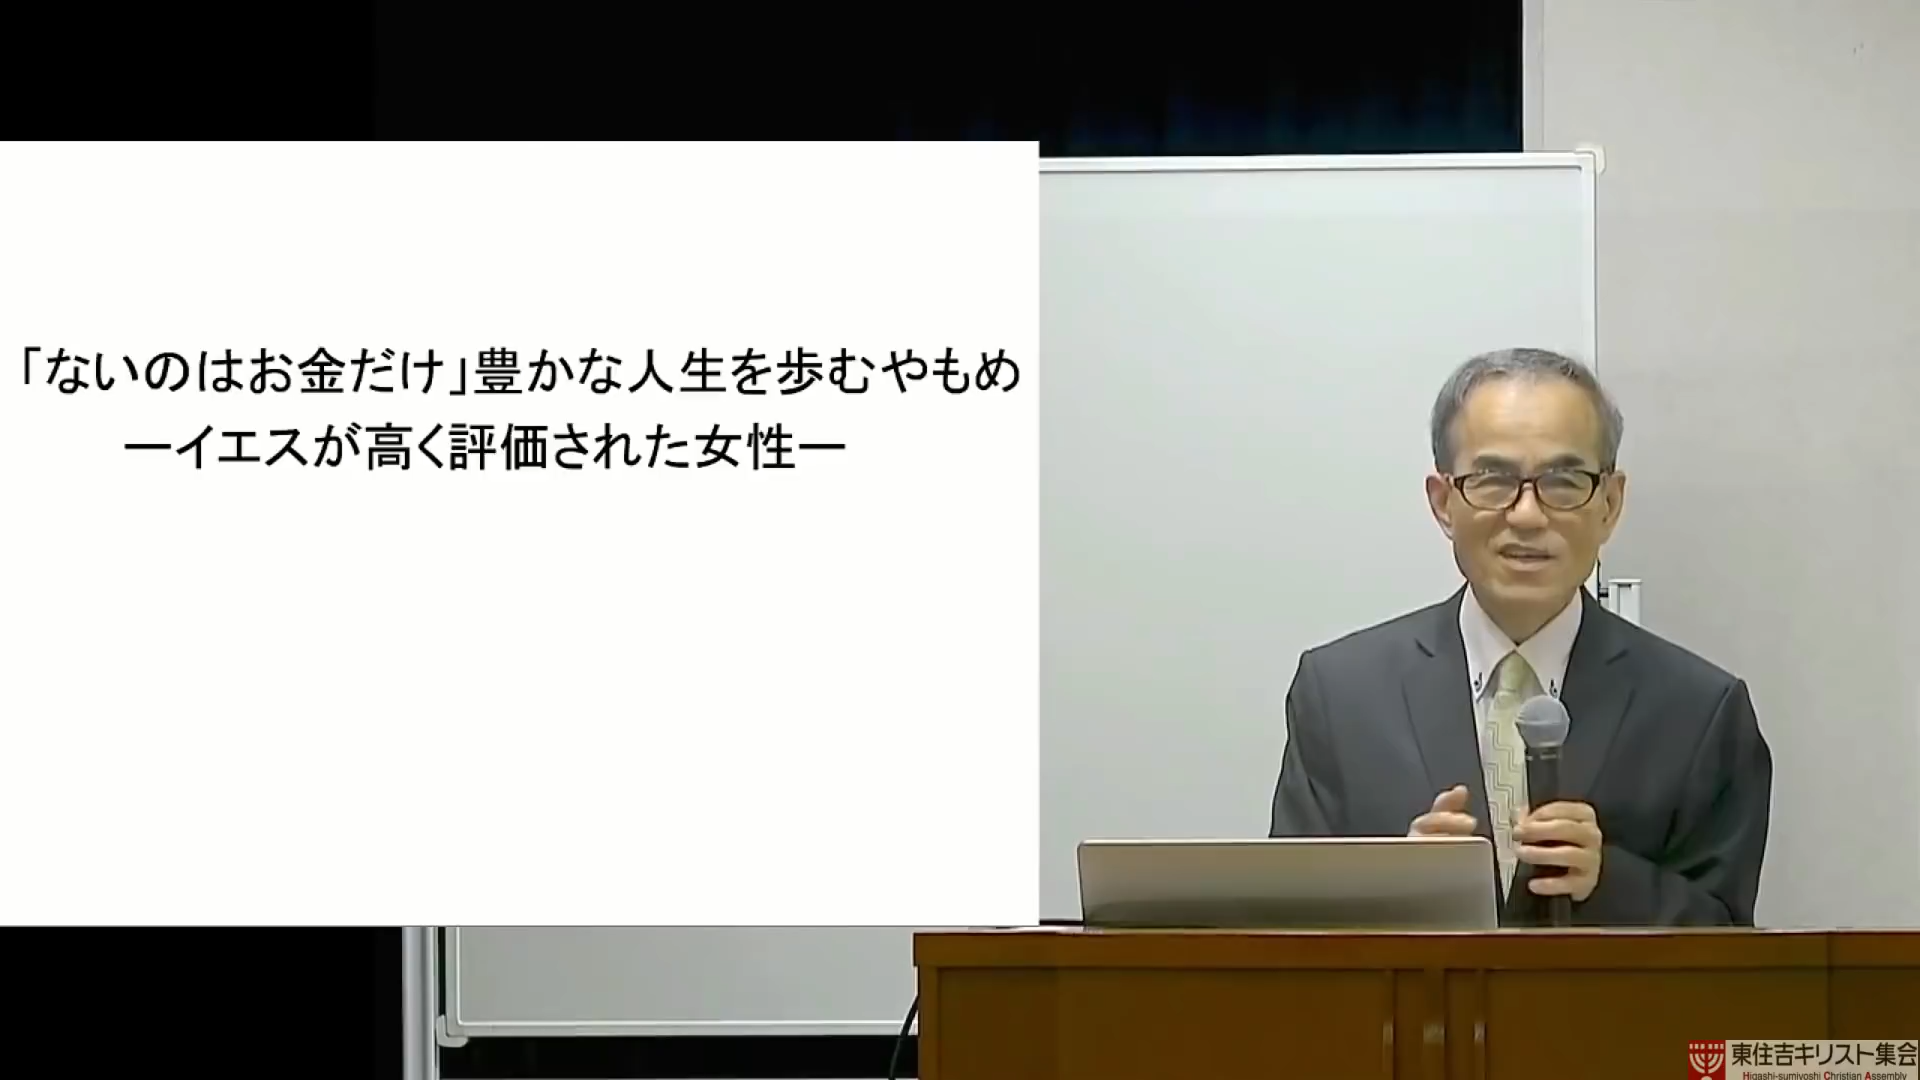 「ないのはお金だけ」豊かな人生を歩むやもめ
―イエスが高く評価された女性―
東住吉キリスト集会
Higashi-sumiyoshi Christian Assembly